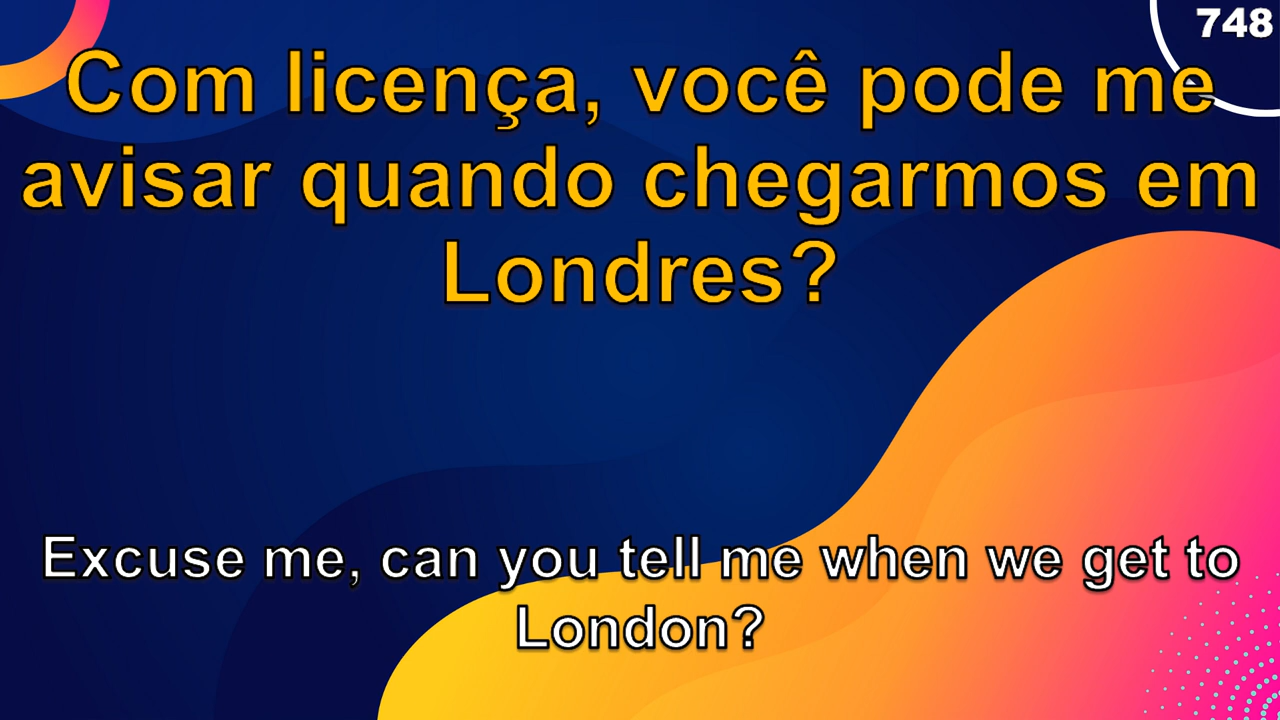 748
Com licença, você pode me
avisar quando chegarmos em
Londres?
Excuse me, can you tell me when we get to
London?